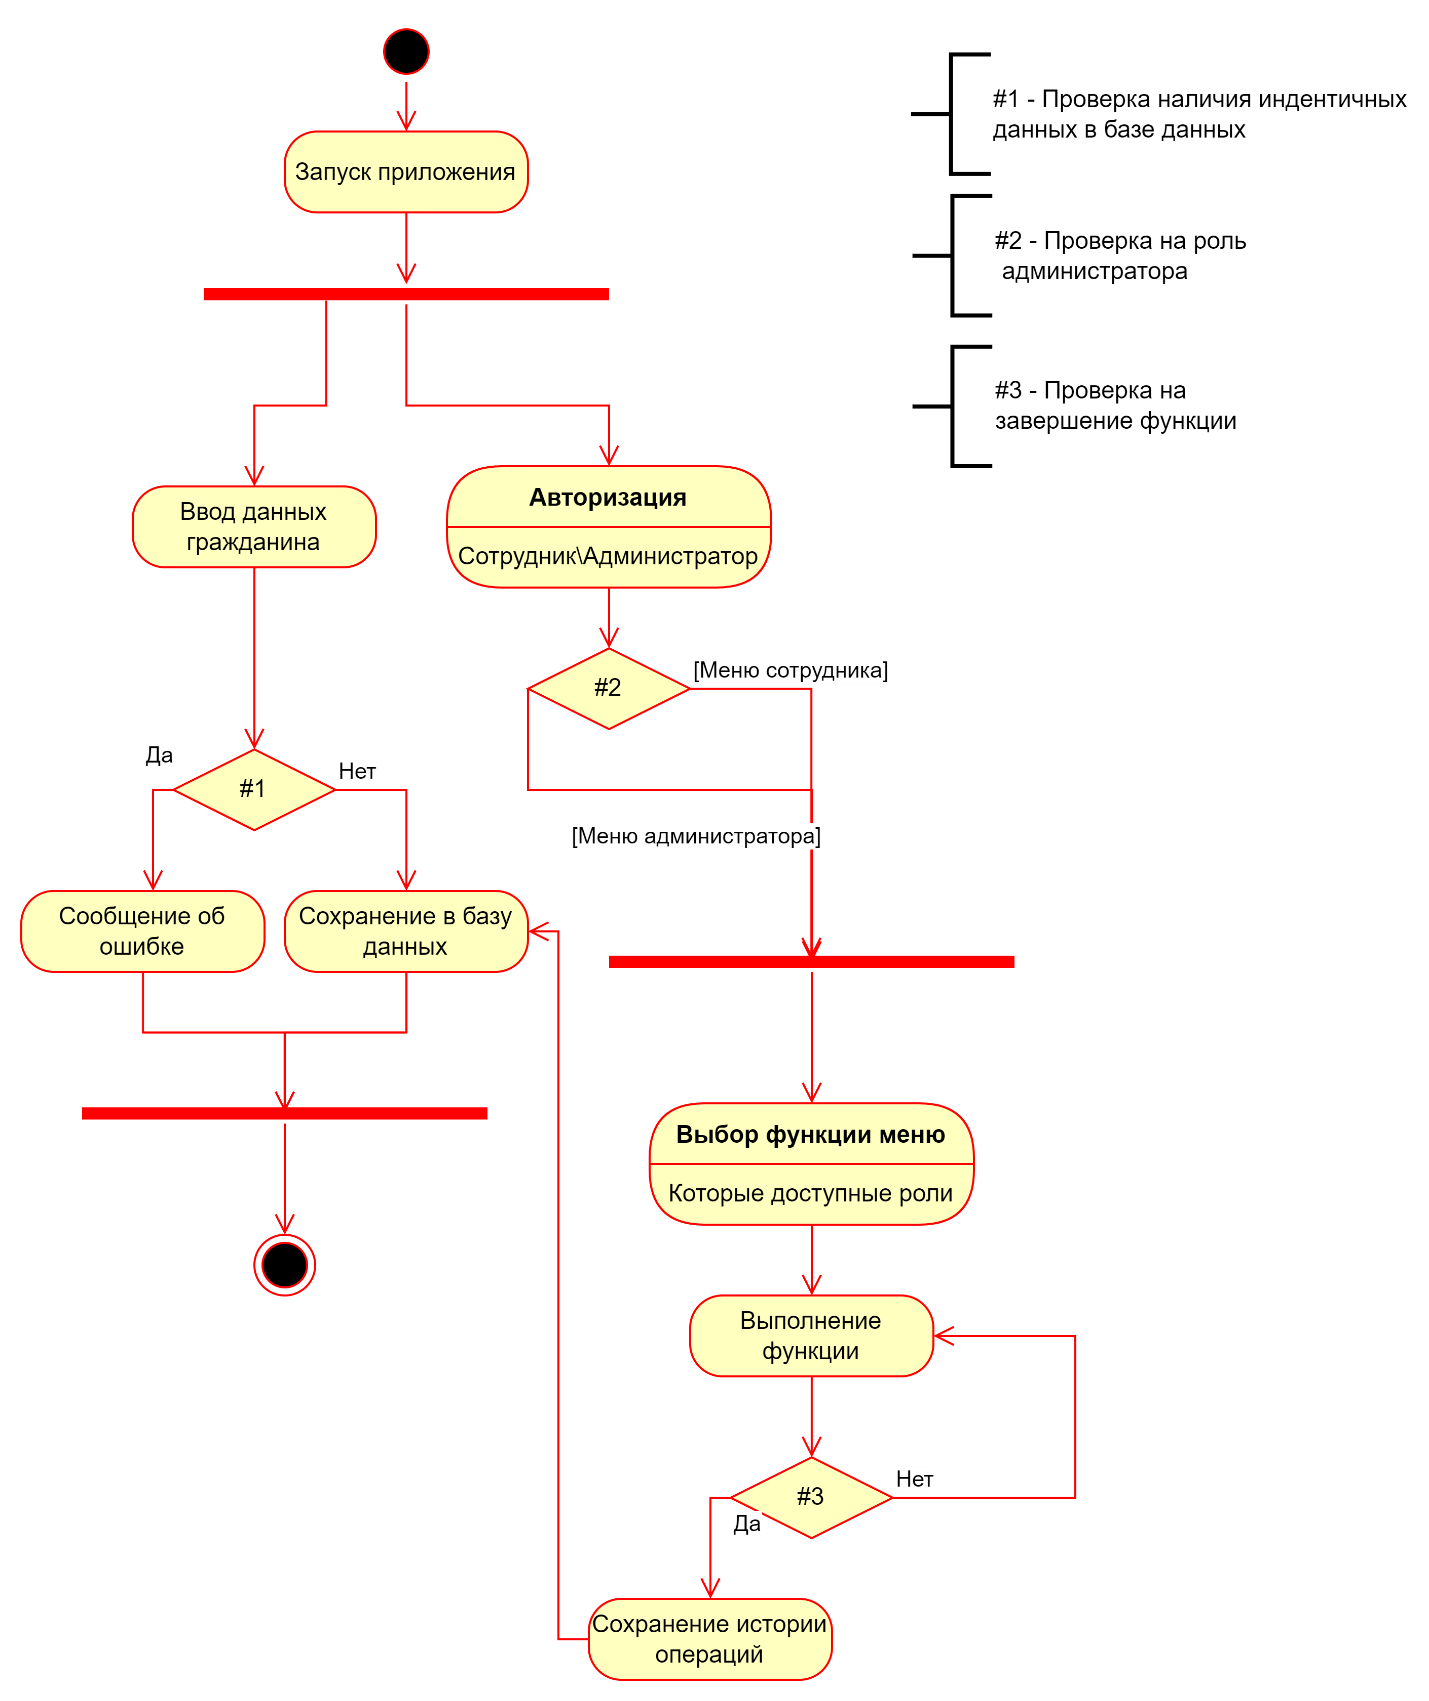 Запуск приложения
#1 - Проверка наличия индентичных
данных в базе данных
#2 - Проверка на роль
администратора
#3 - Проверка на
завершение функции
Ввод данных
гражданина
Авторизация
Сотрудник\Администратор
#2
[Меню сотрудника]
Да
#1
Нет
[Меню администратора]
Сообщение об
ошибке
Сохранение в базу
данных
Выбор функции меню
Которые доступные роли
Выполнение
функции
#3
Нет
Да
Сохранение истории
операций